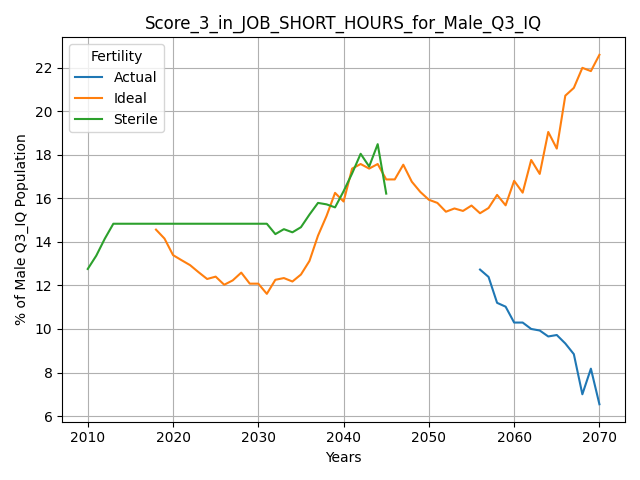 Score_3_in_JOB_SHORT_HOURS_for_Male_Q3_IQ
Fertility
Actual
Ideal
Sterile
% of Male Q3_IQ Population
22
20
18
16
14
12
10
8
6
2010 2020 2030 2040 2050 2060 2070
Years